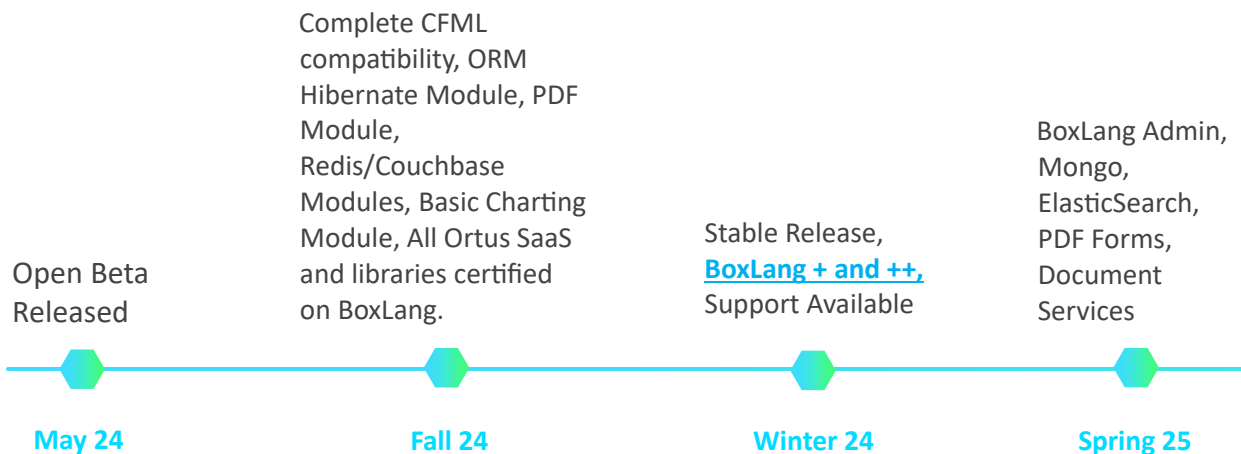 Open Beta
Released
May 24
Complete CFML
compatibility, ORM
Hibernate Module, PDF
Module,
Redis/Couchbase
Modules, Basic Charting
Module, All Ortus SaaS
and libraries certified
on BoxLang.
Fall 24
Stable Release,
BoxLang + and ++,
Support Available
Winter 24
BoxLang Admin,
Mongo,
ElasticSearch,
PDF Forms,
Document
Services
Spring 25